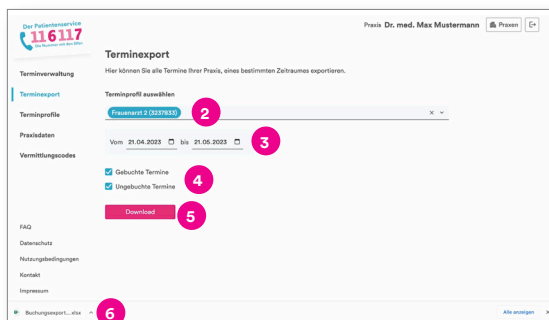 Der Patientenservice
116117
Die Nummer mit den Elfen
Praxis Dr. med. Max Mustermann
Praxen
Terminexport
Hier können Sie alle Termine Ihrer Praxis, eines bestimmten Zeitraumes exportieren.
Terminverwaltung
Terminexport
Terminprofile
Praxisdaten
Vermittlungscodes
Terminprofil auswählen
Frauenarzt 2 (3237833)
2
Vom 21.04.2023 bis 21.05.2023
3
Gebuchte Termine
Ungebuchte Termine
4
Download
5
FAQ
Datenschutz
Nutzungsbedingungen
Kontakt
Impressum
Buchungsexport....xlsx
6
Alle anzeigen